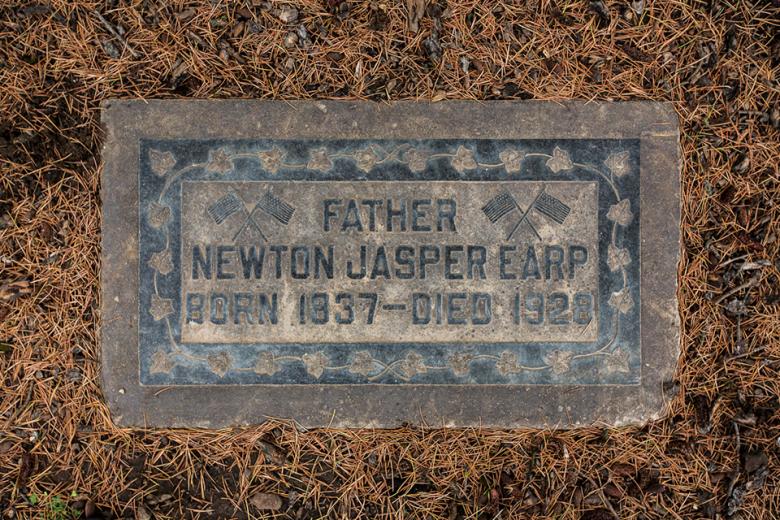 FATHER
NEWTON JASPER EARP
BORN 1837-DIED 1928